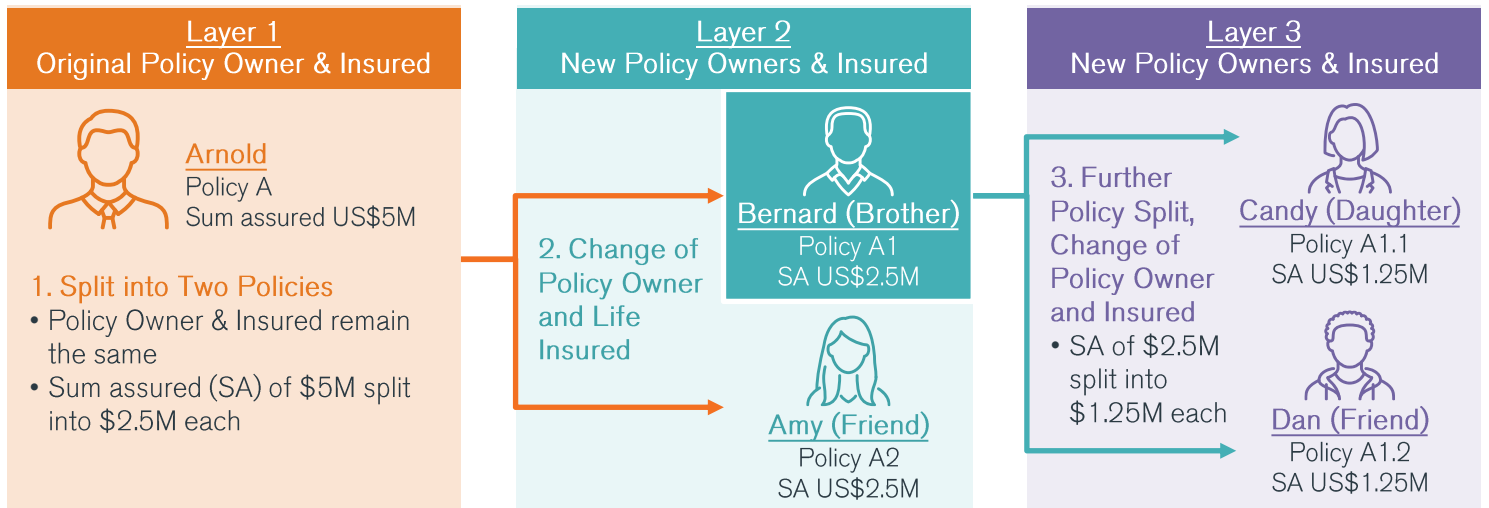 Layer 1
Original Policy Owner & Insured
Arnold
Policy A
Sum assured US$5M
1. Split into Two Policies
• Policy Owner & Insured remain
the same
• Sum assured (SA) of $5M split
into $2.5M each
Layer 2
New Policy Owners & Insured
2. Change of
Policy Owner
and Life
Insured
Bernard (Brother)
Policy A1
SA US$2.5M
Amy (Friend)
Policy A2
SA US$2.5M
Layer 3
New Policy Owners & Insured
3. Further
Policy Split,
Change of
Policy Owner
and Insured
• SA of $2.5M
split into
$1.25M each
Candy (Daughter)
Policy A1.1
SA US$1.25M
Dan (Friend)
Policy A1.2
SA US$1.25M